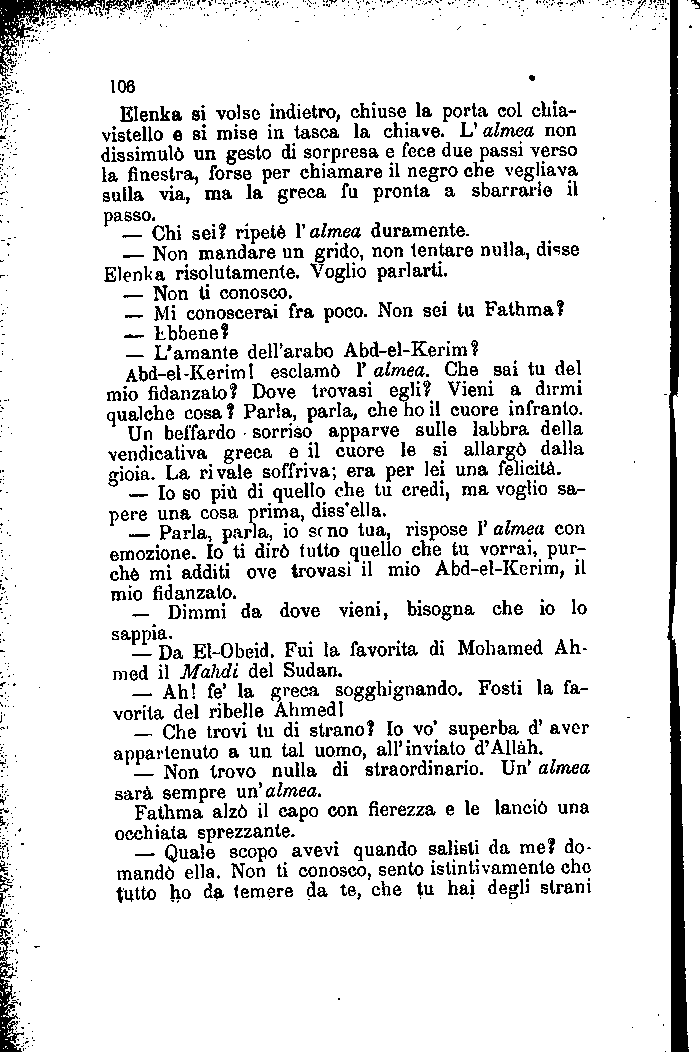 106
Elenka si volse indietro, chiuse la porta col chia-
vistello e si mise in tasca la chiave. L' almea non
dissimulò un gesto di sorpresa e fece due passi verso
la finestra, forse per chiamare il negro che vegliava
sulla via, ma la greca fu pronta a sbarrarle il
passo.
— Chi sei? ripetè l' almea duramente.
— Non mandare un grido, non tentare nulla, disse
Elenka risolutamente. Voglio parlarti.
— Non ti conosco.
— Mi conoscerai fra poco. Non sei tu Fathma?
— Ebbene?
— L'amante dell'arabo Abd-el-Kerim?
Abd-el-Kerim! esclamò l' almea. Che sai tu del
mio fidanzato? Dove trovasi egli? Vieni a dirmi
qualche cosa? Parla, parla, che ho il cuore infranto.
Un beffardo sorriso apparve sulle labbra della
vendicativa greca e il cuore le si allargò dalla
gioia. La rivale soffriva; era per lei una felicità.
— Io so più di quello che tu credi, ma voglio sa-
pere una cosa prima, diss'ella.
— Parla, parla, io sono tua, rispose l' almea con
emozione. Io ti dirò tutto quello che tu vorrai, pur-
chè mi additi ove trovasi il mio Abd-el-Kerim, il
mio fidanzato.
— Dimmi da dove vieni, bisogna che io lo
sappia.
— Da El-Obeid. Fui la favorita di Mohamed Ah-
med il Mahdi del Sudan.
— Ah! fe' la greca sogghignando. Fosti la fa-
vorita del ribelle Ahmed!
— Che trovi tu di strano? Io vo' superba d' aver
appartenuto a un tal uomo, all'inviato d'Allàh.
— Non trovo nulla di straordinario. Un' almea
sarà sempre un'almea.
Fathma alzò il capo con fierezza e le lanciò una
occhiata sprezzante.
— Quale scopo avevi quando salisti da me? do-
mandò ella. Non ti conosco, sento istintivamente che
tutto ho da temere da te, che tu hai degli strani